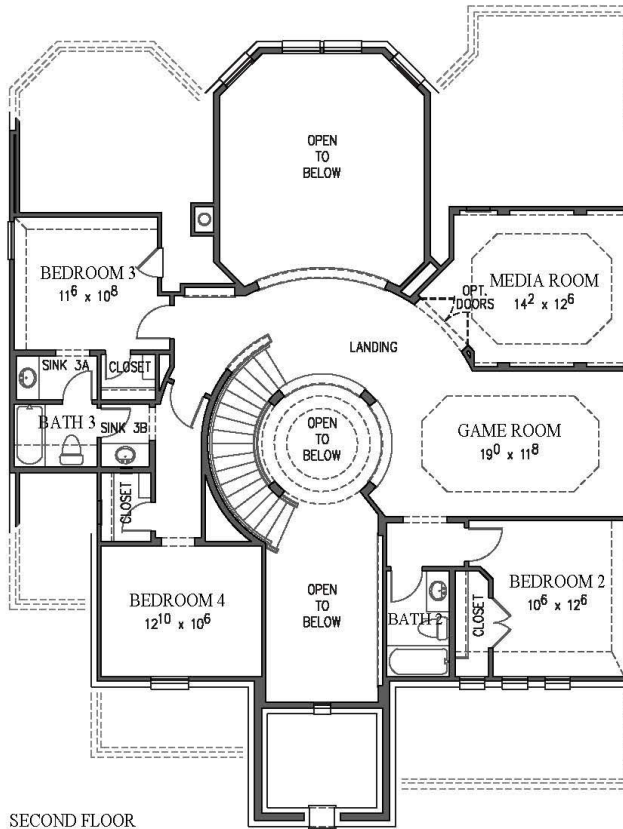 OPEN
TO
BELOW
BEDROOM 3
11⁶ x 10⁸
MEDIA ROOM
14² x 12⁶
OPT.
DOORS
LANDING
SINK 3A
CLOSET
BATH 3
SINK 3B
OPEN
TO
BELOW
GAME ROOM
19⁰ x 11⁸
CLOSET
BEDROOM 4
12¹⁰ x 10⁶
OPEN
TO
BELOW
BATH 2
CLOSET
BEDROOM 2
10⁶ x 12⁶
SECOND FLOOR